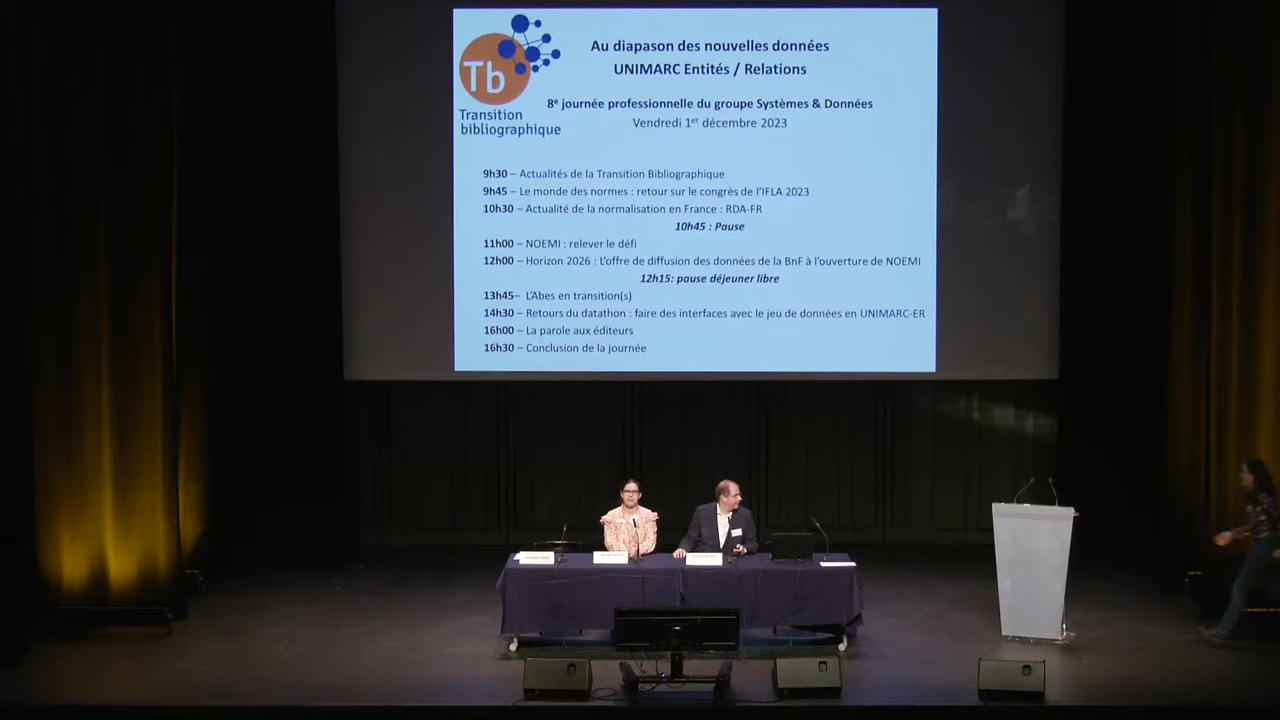 Tb
Transition
bibliographique
Au diapason des nouvelles données
UNIMARC Entités / Relations
8e journée professionnelle du groupe Systèmes & Données
Vendredi 1er décembre 2023
9h30 – Actualités de la Transition Bibliographique
9h45 – Le monde des normes : retour sur le congrès de l'IFLA 2023
10h30 – Actualité de la normalisation en France : RDA-FR
10h45 : Pause
11h00 – NOEMI : relever le défi
12h00 – Horizon 2026 : L'offre de diffusion des données de la BnF à l'ouverture de NOEMI
12h15: pause déjeuner libre
13h45– L'Abes en transition(s)
14h30 – Retours du datathon : faire des interfaces avec le jeu de données en UNIMARC-ER
16h00 – La parole aux éditeurs
16h30 – Conclusion de la journée